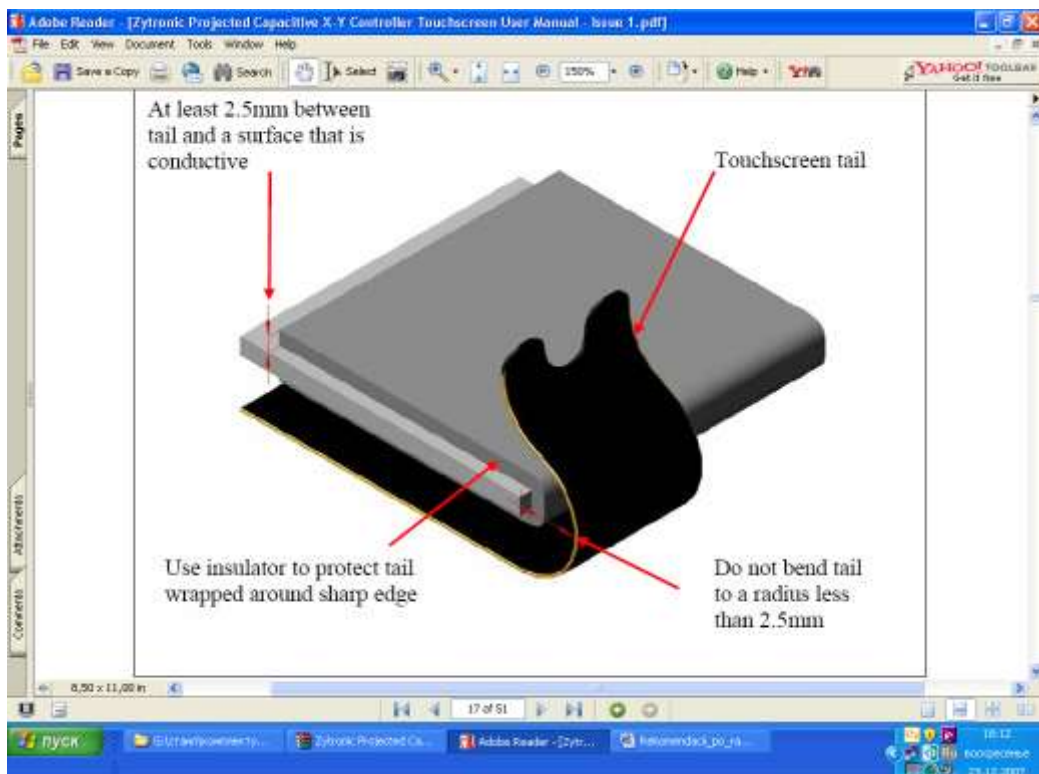 Adobe Reader - [Zytronic Projected Capacitive X-Y Controller Touchscreen User Manual - Issue 1.pdf]
File Edit View Document Tools Window Help
Save a Copy Search Select 150% Help
YAHOO! TOOLBAR
Get it free
Pages
At least 2.5mm between
tail and a surface that is
conductive
Touchscreen tail
Use insulator to protect tail
wrapped around sharp edge
Do not bend tail
to a radius less
than 2.5mm
Attachments
Comments
8,50 x 11,00 in
17 of 51
пуск
Zytronic Projected Ca...
Adobe Reader - [Zytr...
Rekomendacii_po_ra...
воскресенье